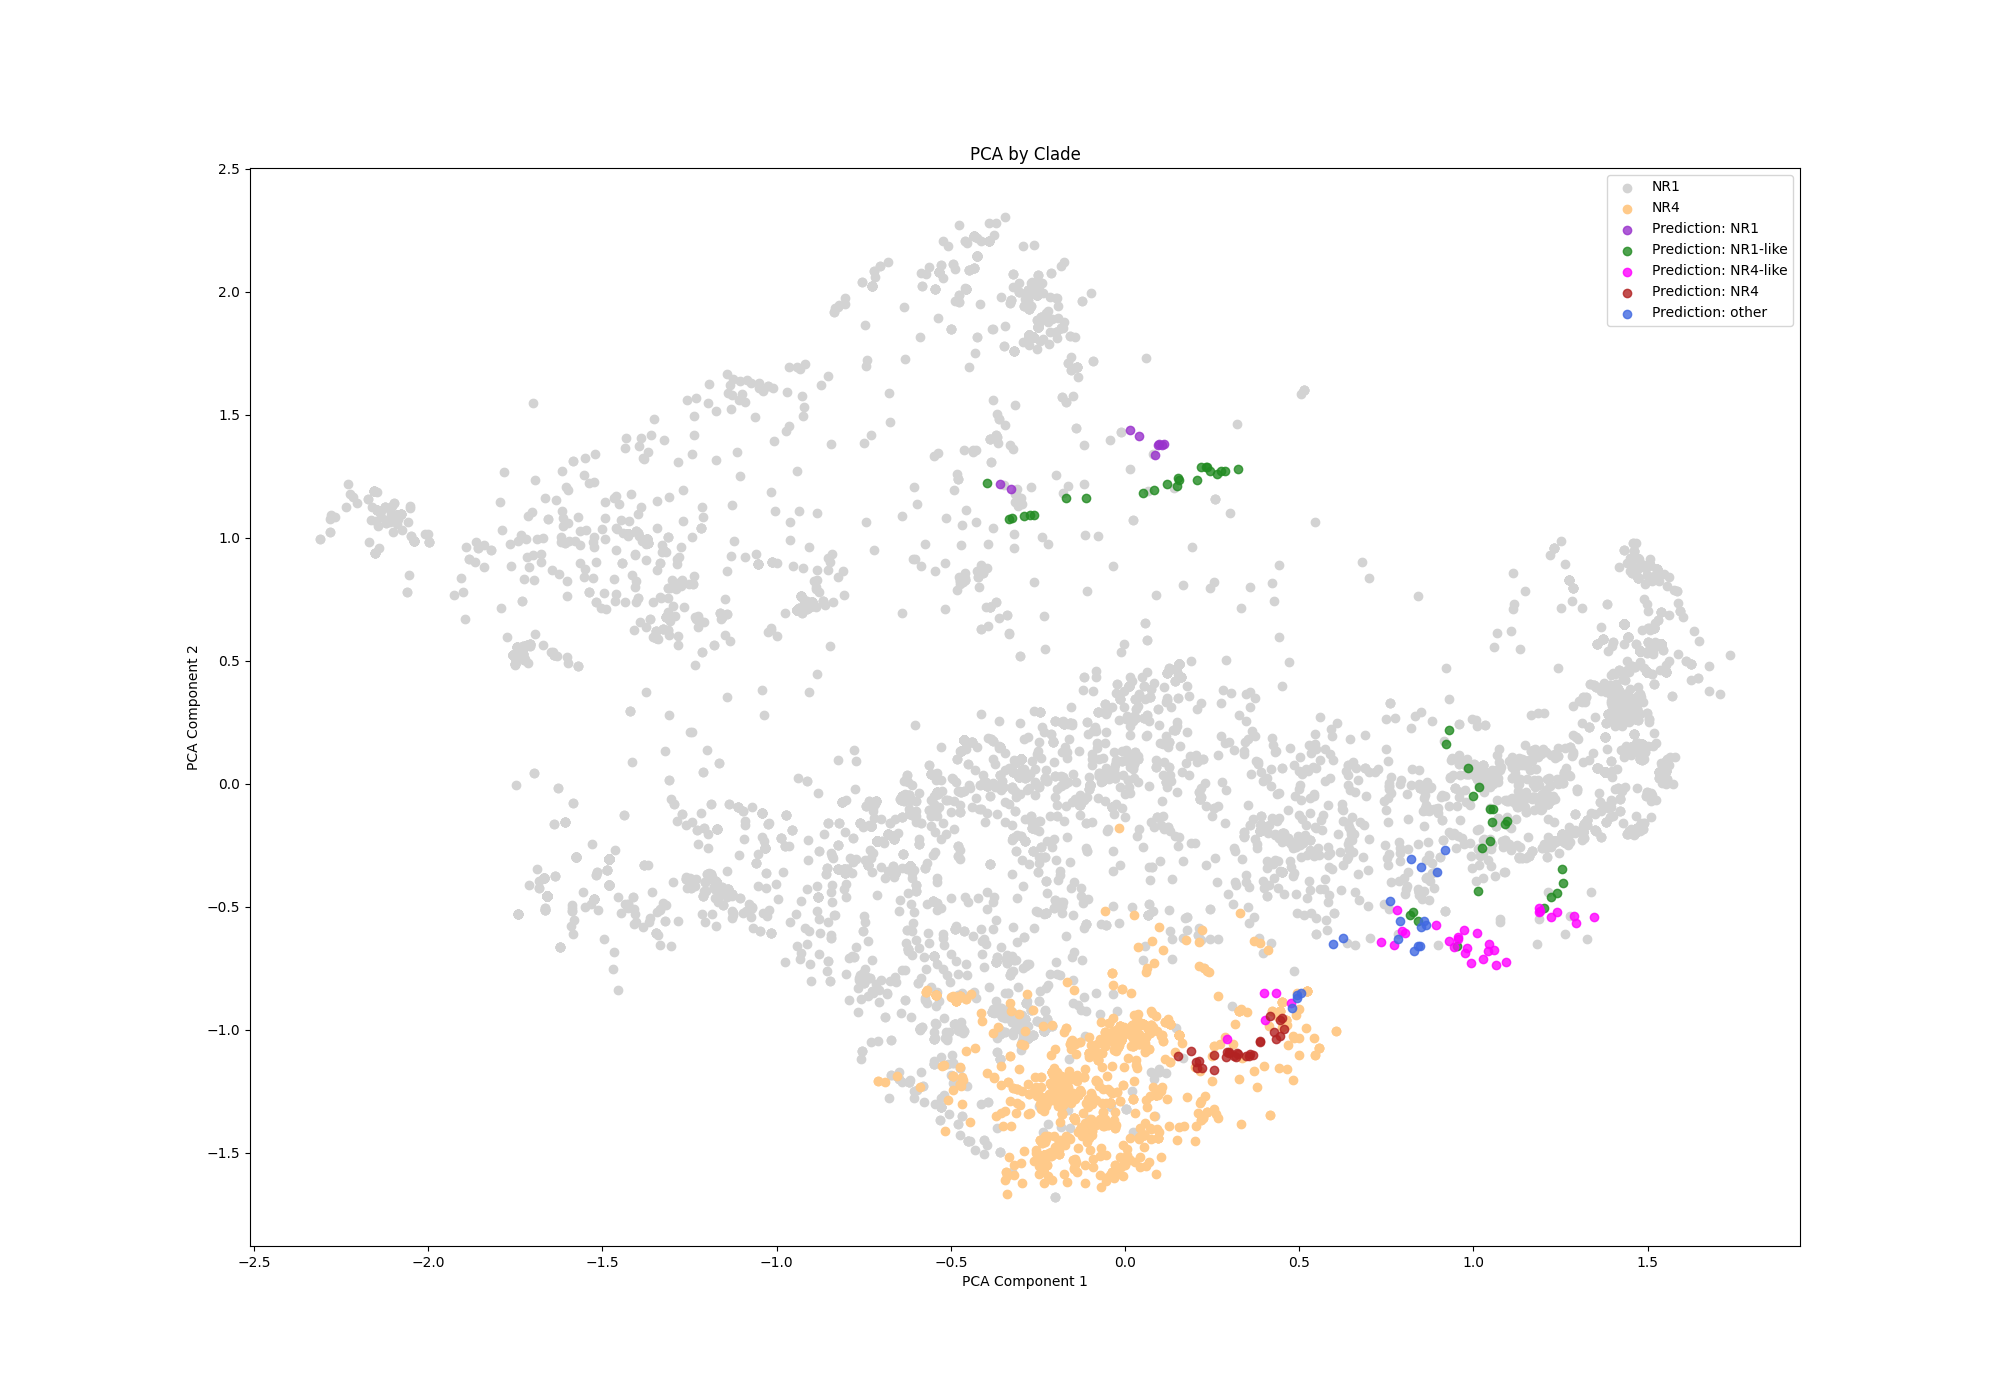 PCA by Clade
2.5
2.0
1.5
1.0
0.5
0.0
−0.5
−1.0
−1.5
PCA Component 2
NR1
NR4
Prediction: NR1
Prediction: NR1-like
Prediction: NR4-like
Prediction: NR4
Prediction: other
−2.5 −2.0 −1.5 −1.0 −0.5 0.0 0.5 1.0 1.5
PCA Component 1